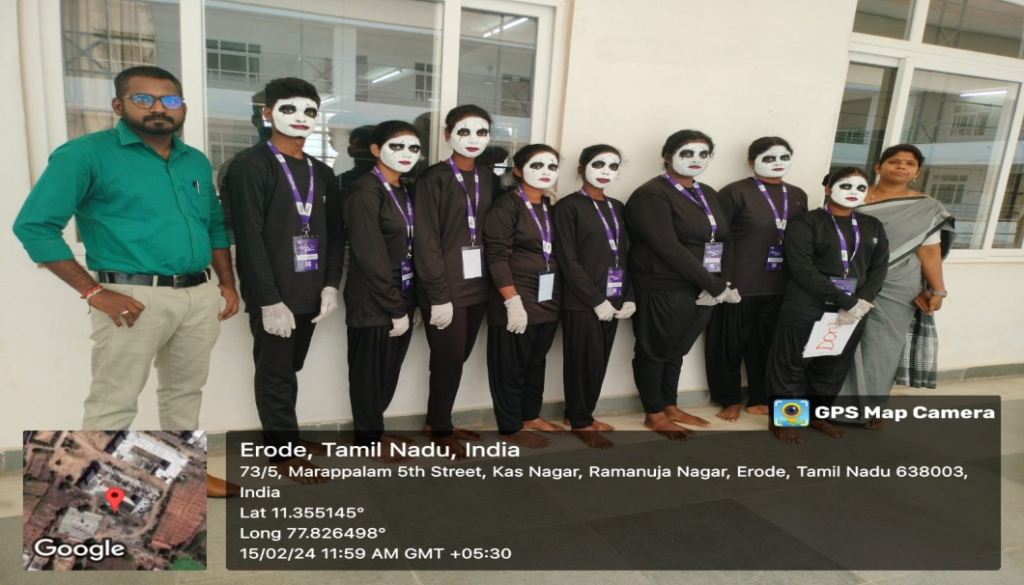 DON
GPS Map Camera
Erode, Tamil Nadu, India
73/5, Marappalam 5th Street, Kas Nagar, Ramanuja Nagar, Erode, Tamil Nadu 638003,
India
Lat 11.355145°
Long 77.826498°
15/02/24 11:59 AM GMT +05:30
Google